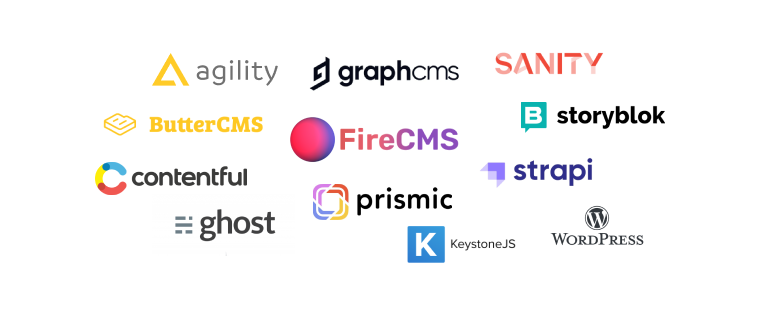 agility
graphcms
SANITY
ButterCMS
FireCMS
storyblok
contentful
prismic
strapi
ghost
K KeystoneJS
W
WORDPRESS
B